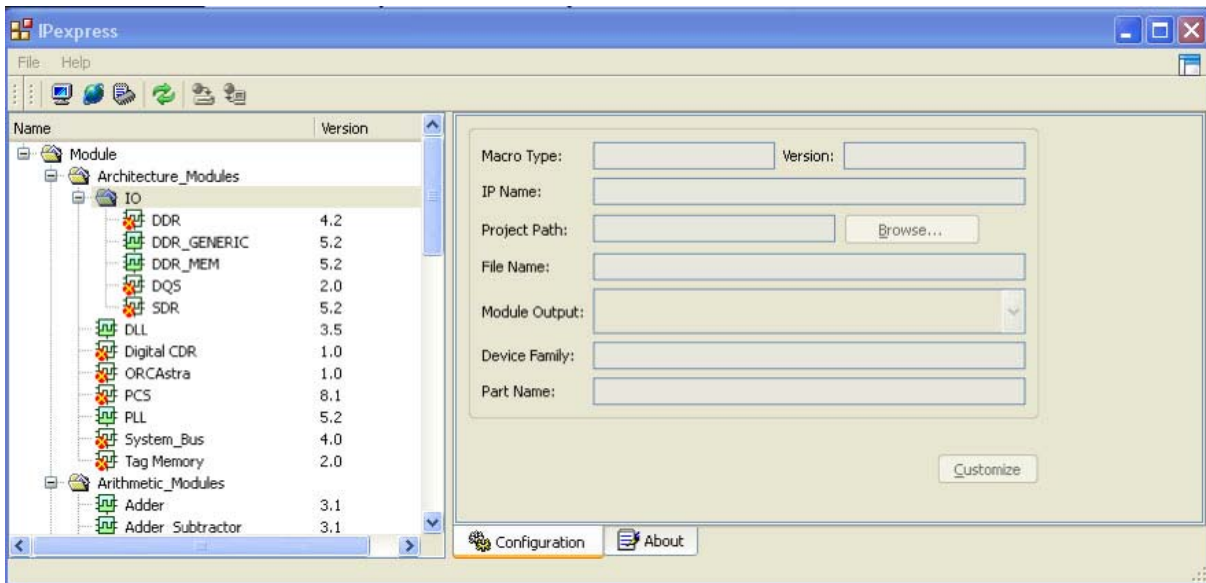 IPexpress
File Help
Name Version
Module
Architecture_Modules
IO
DDR 4.2
DDR_GENERIC 5.2
DDR_MEM 5.2
DQS 2.0
SDR 5.2
DLL 3.5
Digital CDR 1.0
ORCAstra 1.0
PCS 8.1
PLL 5.2
System_Bus 4.0
Tag Memory 2.0
Arithmetic_Modules
Adder 3.1
Adder_Subtractor 3.1
Macro Type: Version:
IP Name:
Project Path: Browse...
File Name:
Module Output:
Device Family:
Part Name:
Customize
Configuration About